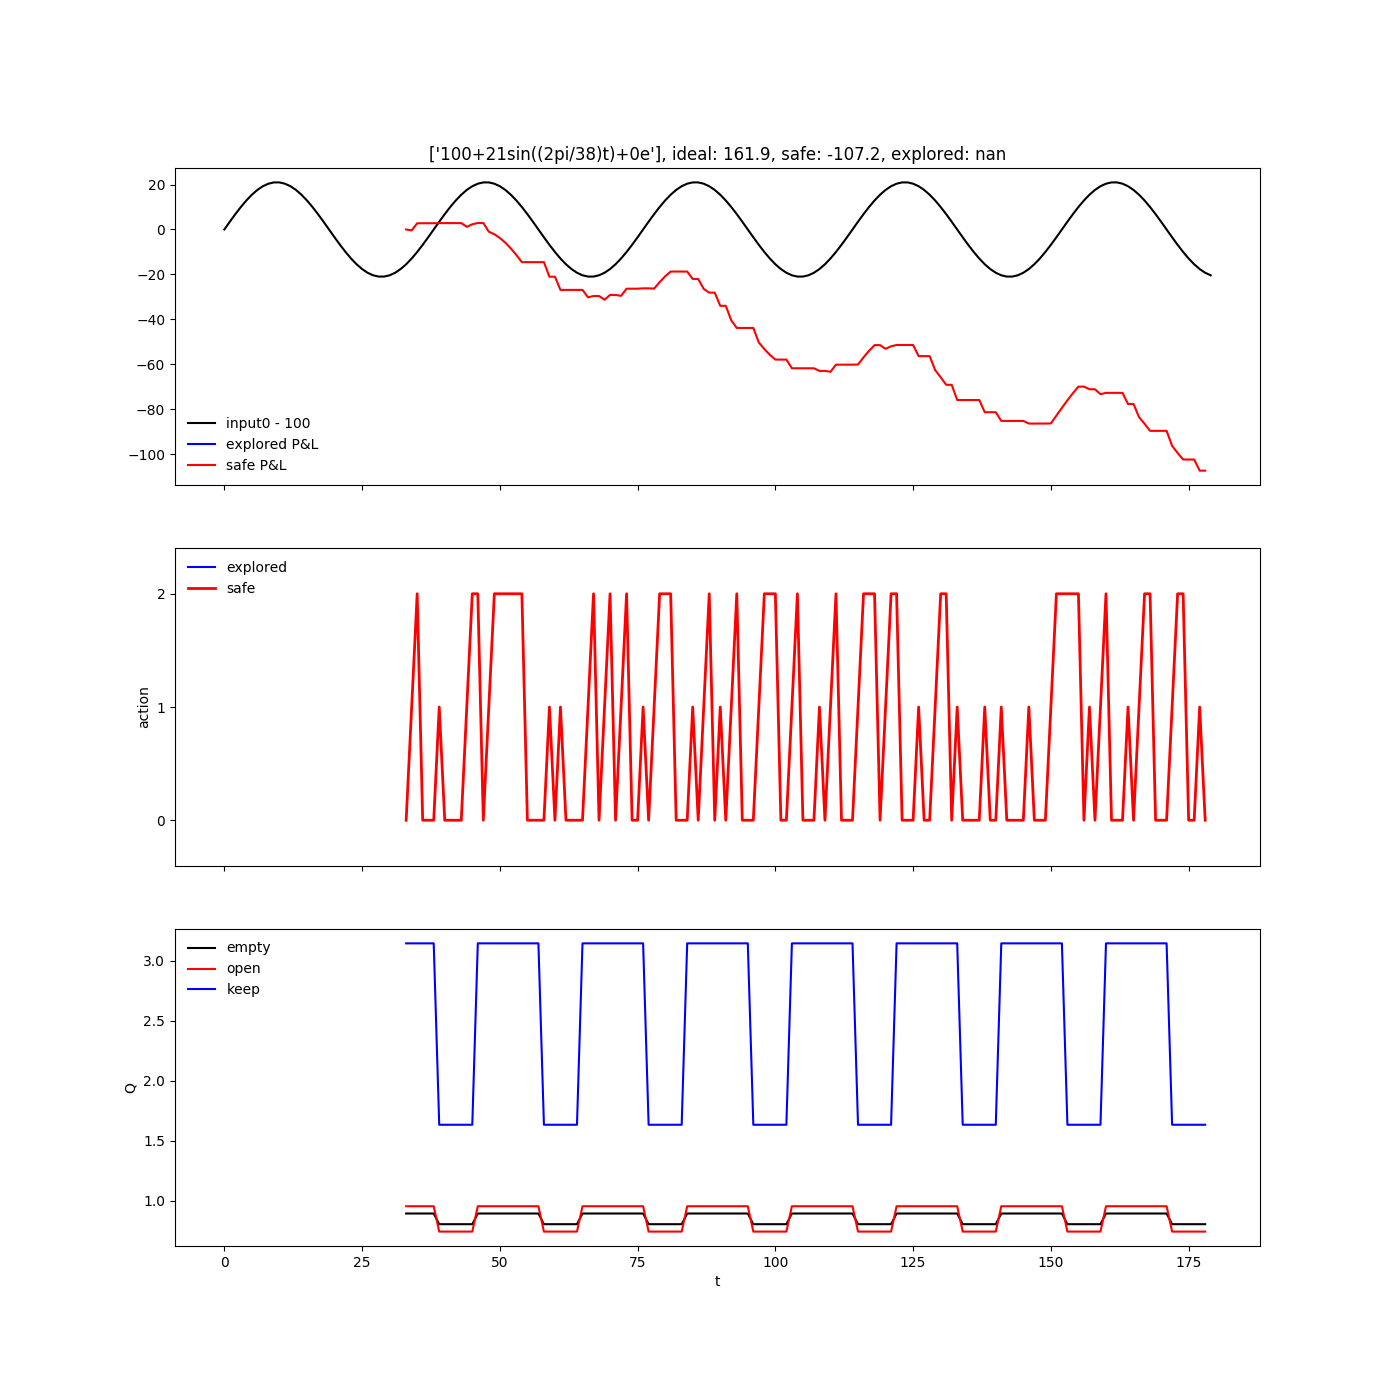 ['100+21sin((2pi/38)t)+0e'], ideal: 161.9, safe: -107.2, explored: nan
20
0
−20
−40
−60
−80
−100
input0 - 100
explored P&L
safe P&L
2
1
0
action
explored
safe
3.0
2.5
2.0
1.5
1.0
Q
empty
open
keep
0 25 50 75 100 125 150 175
t